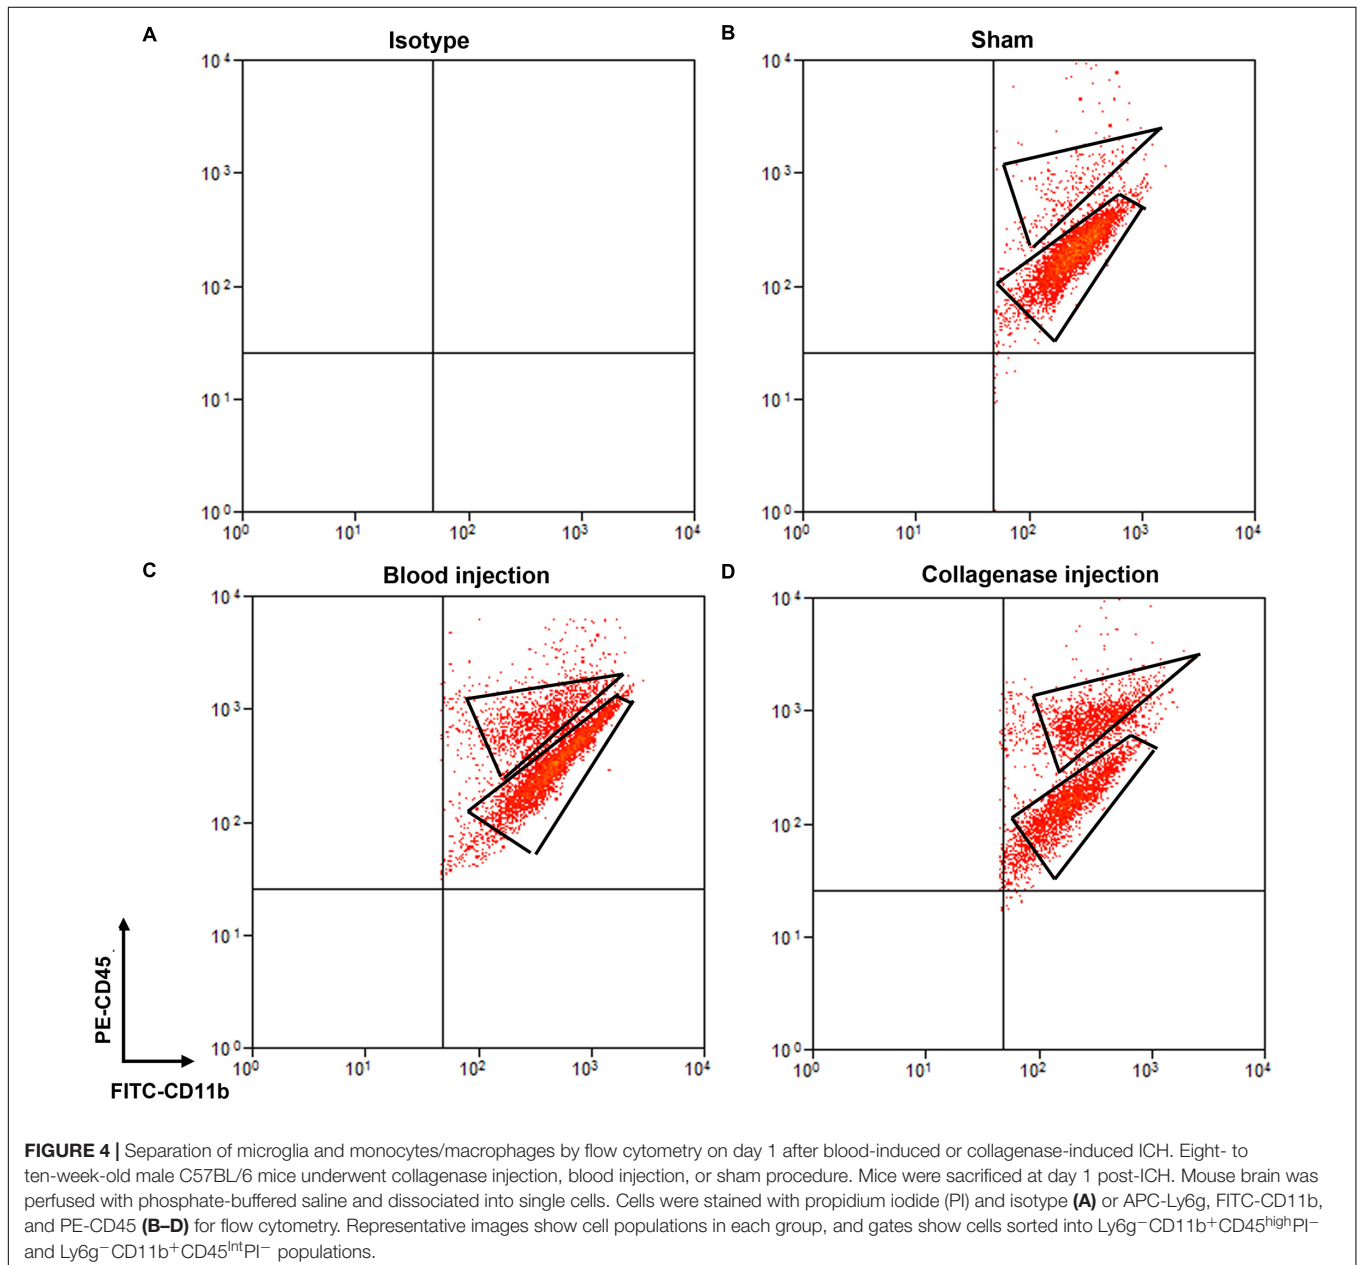 A
Isotype
B
Sham
10⁴
10³
10²
10¹
10⁰
10⁰ 10¹ 10² 10³ 10⁴
10⁴
10³
10²
10¹
10⁰
10⁰ 10¹ 10² 10³ 10⁴
C
Blood injection
D
Collagenase injection
10⁴
10³
10²
10¹
10⁰
10⁰ 10¹ 10² 10³ 10⁴
10⁴
10³
10²
10¹
10⁰
10⁰ 10¹ 10² 10³ 10⁴
PE-CD45
FITC-CD11b
FIGURE 4 | Separation of microglia and monocytes/macrophages by flow cytometry on day 1 after blood-induced or collagenase-induced ICH. Eight- to
ten-week-old male C57BL/6 mice underwent collagenase injection, blood injection, or sham procedure. Mice were sacrificed at day 1 post-ICH. Mouse brain was
perfused with phosphate-buffered saline and dissociated into single cells. Cells were stained with propidium iodide (PI) and isotype (A) or APC-Ly6g, FITC-CD11b,
and PE-CD45 (B–D) for flow cytometry. Representative images show cell populations in each group, and gates show cells sorted into Ly6g⁻CD11b⁺CD45ʰⁱᵍʰPI⁻
and Ly6g⁻CD11b⁺CD45ᴵⁿᵗPI⁻ populations.